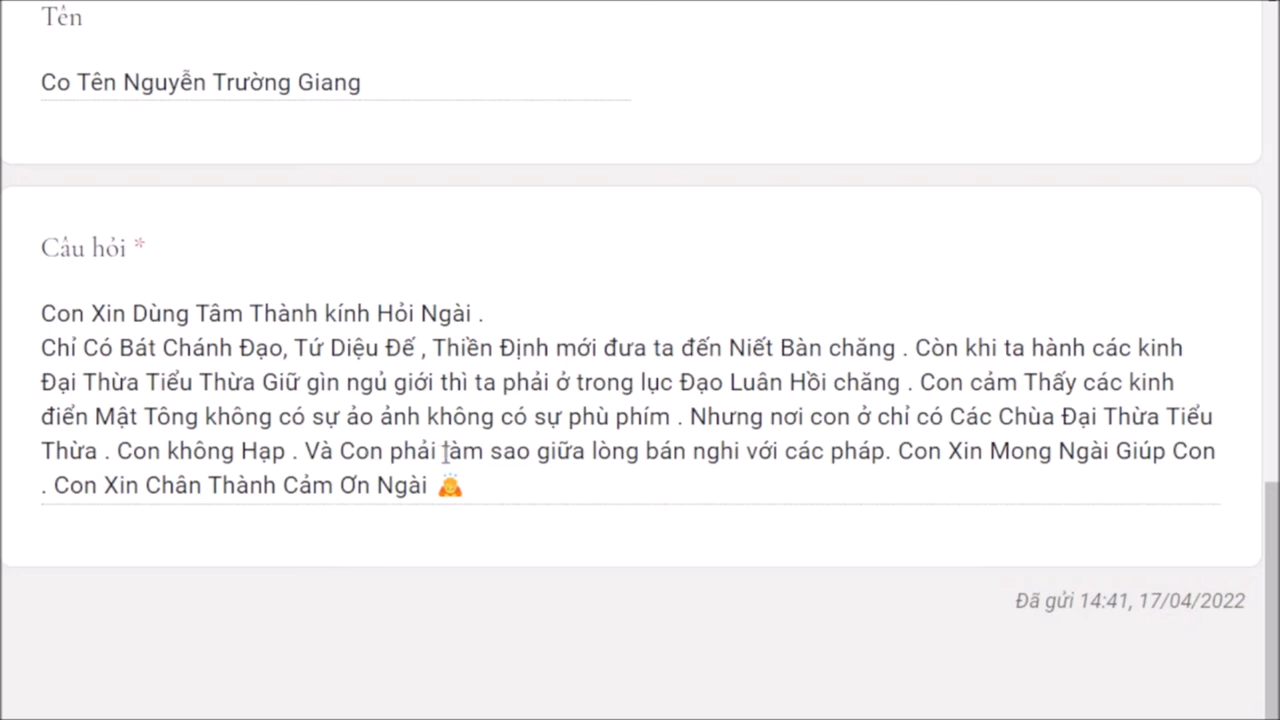 Tên
Co Tên Nguyễn Trường Giang
Câu hỏi *
Con Xin Dùng Tâm Thành kính Hỏi Ngài .
Chỉ Có Bát Chánh Đạo, Tứ Diệu Đế , Thiền Định mới đưa ta đến Niết Bàn chăng . Còn khi ta hành các kinh
Đại Thừa Tiểu Thừa Giữ gìn ngủ giới thì ta phải ở trong lục Đạo Luân Hồi chăng . Con cảm Thấy các kinh
điển Mật Tông không có sự ảo ảnh không có sự phù phím . Nhưng nơi con ở chỉ có Các Chùa Đại Thừa Tiểu
Thừa . Con không Hạp . Và Con phải làm sao giữa lòng bán nghi với các pháp. Con Xin Mong Ngài Giúp Con
. Con Xin Chân Thành Cảm Ơn Ngài 🙇
Đã gửi 14:41, 17/04/2022